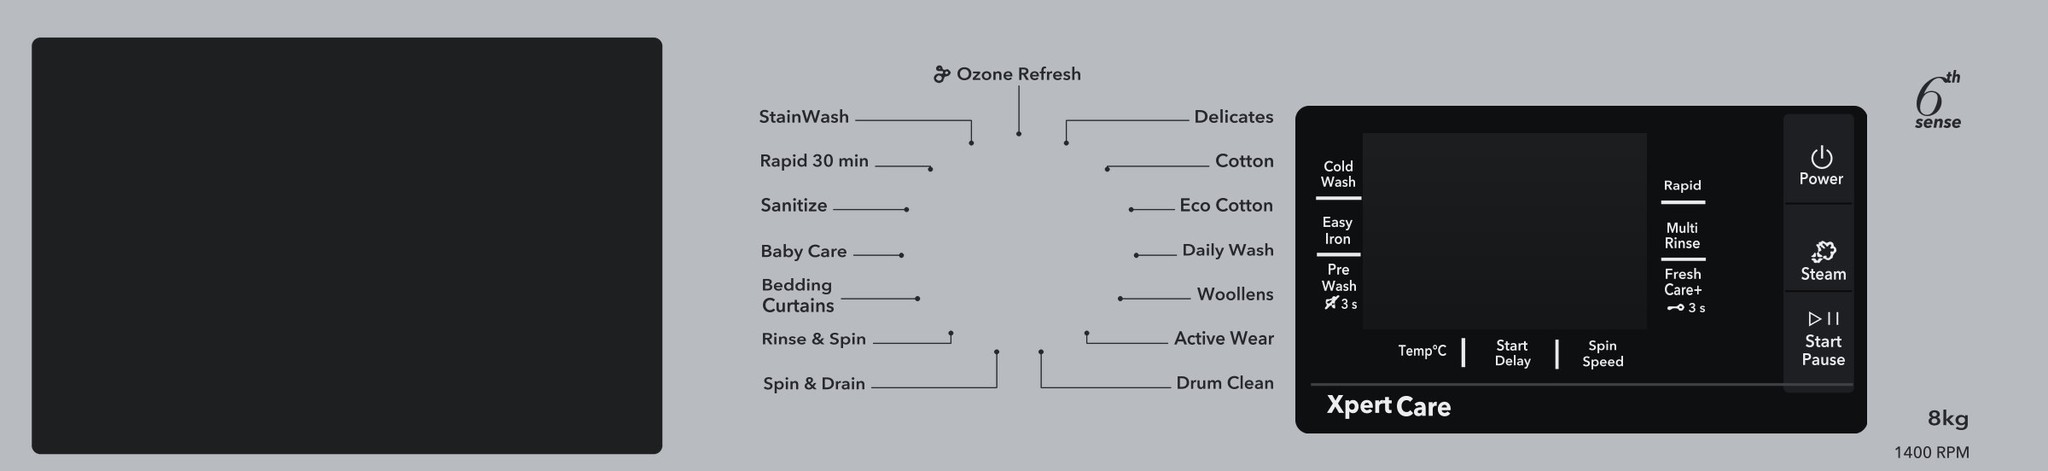 Ozone Refresh
StainWash
Rapid 30 min
Sanitize
Baby Care
Bedding
Curtains
Rinse & Spin
Spin & Drain
Delicates
Cotton
Eco Cotton
Daily Wash
Woollens
Active Wear
Drum Clean
Cold
Wash
Easy
Iron
Pre
Wash
3 s
Temp°C
Start
Delay
Spin
Speed
Rapid
Multi
Rinse
Fresh
Care+
3 s
Power
Steam
Start
Pause
Xpert Care
6th
sense
8kg
1400 RPM